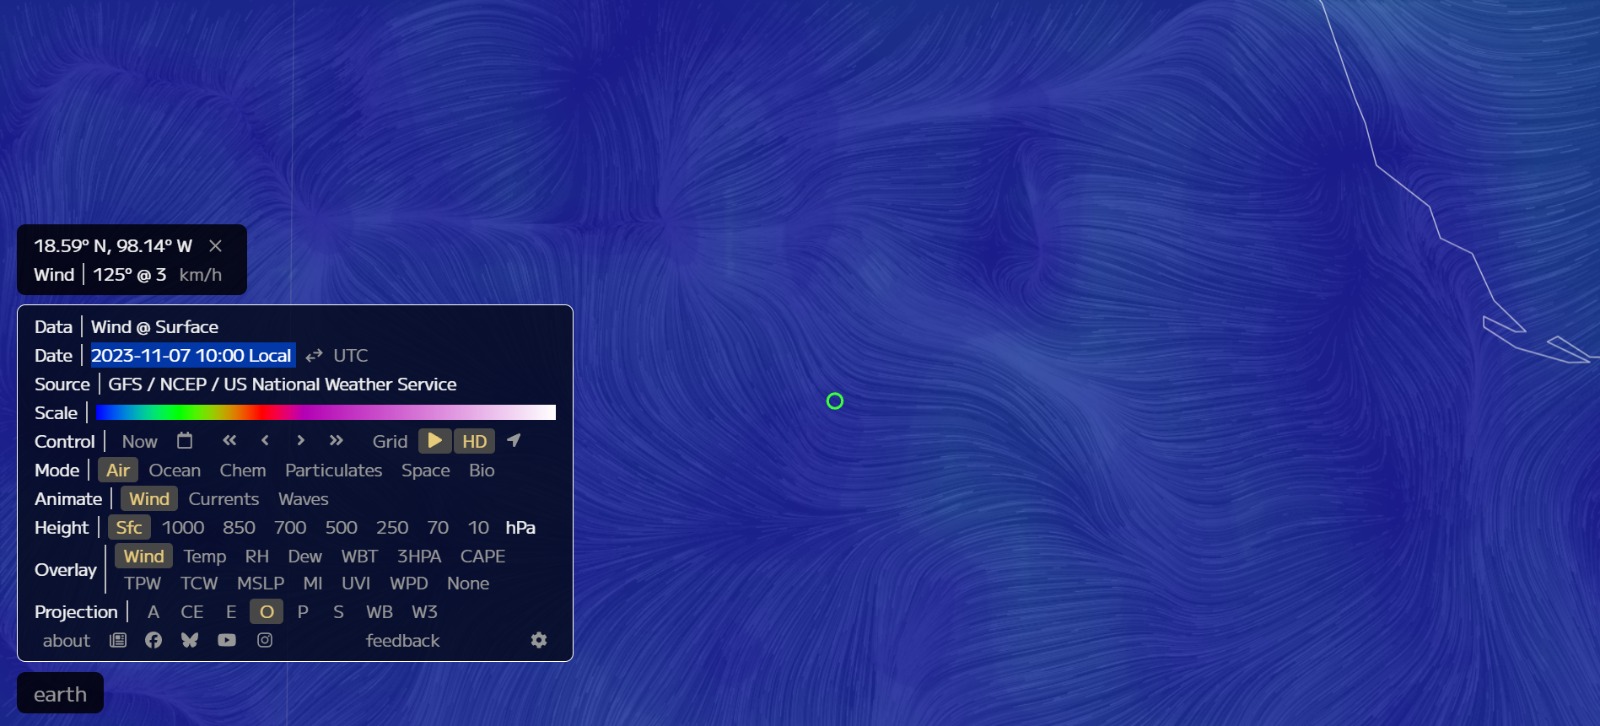 18.59° N, 98.14° W ×
Wind | 125° @ 3 km/h
Data | Wind @ Surface
Date | 2023-11-07 10:00 Local ⇄ UTC
Source | GFS / NCEP / US National Weather Service
Scale |
Control | Now « ‹ › » Grid HD
Mode | Air Ocean Chem Particulates Space Bio
Animate | Wind Currents Waves
Height | Sfc 1000 850 700 500 250 70 10 hPa
Overlay | Wind Temp RH Dew WBT 3HPA CAPE
TPW TCW MSLP MI UVI WPD None
Projection | A CE E O P S WB W3
about feedback
earth